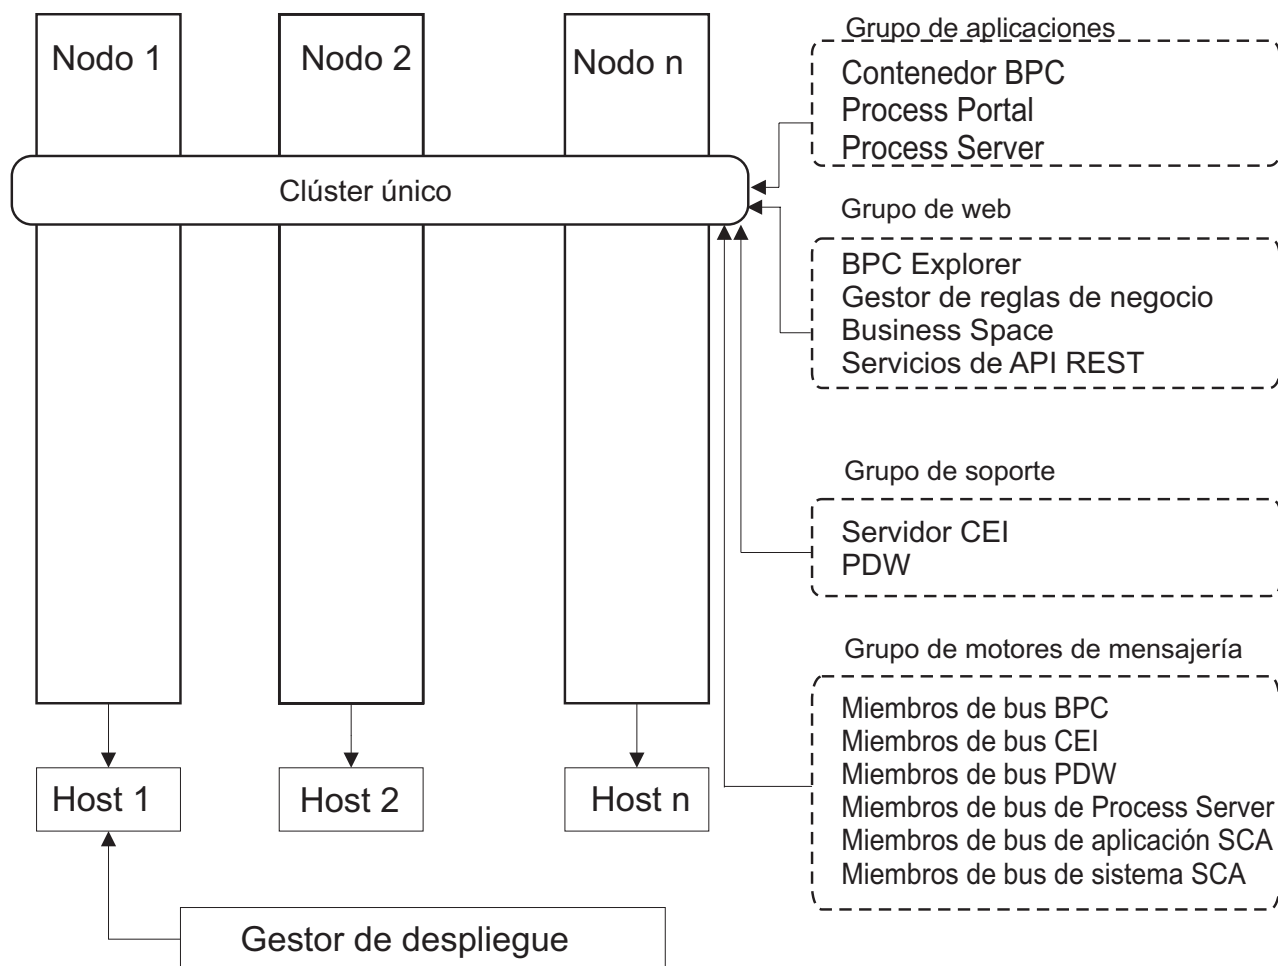 Nodo 1
Nodo 2
Nodo n
Clúster único
Host 1
Host 2
Host n
Gestor de despliegue
Grupo de aplicaciones
Contenedor BPC
Process Portal
Process Server
Grupo de web
BPC Explorer
Gestor de reglas de negocio
Business Space
Servicios de API REST
Grupo de soporte
Servidor CEI
PDW
Grupo de motores de mensajería
Miembros de bus BPC
Miembros de bus CEI
Miembros de bus PDW
Miembros de bus de Process Server
Miembros de bus de aplicación SCA
Miembros de bus de sistema SCA